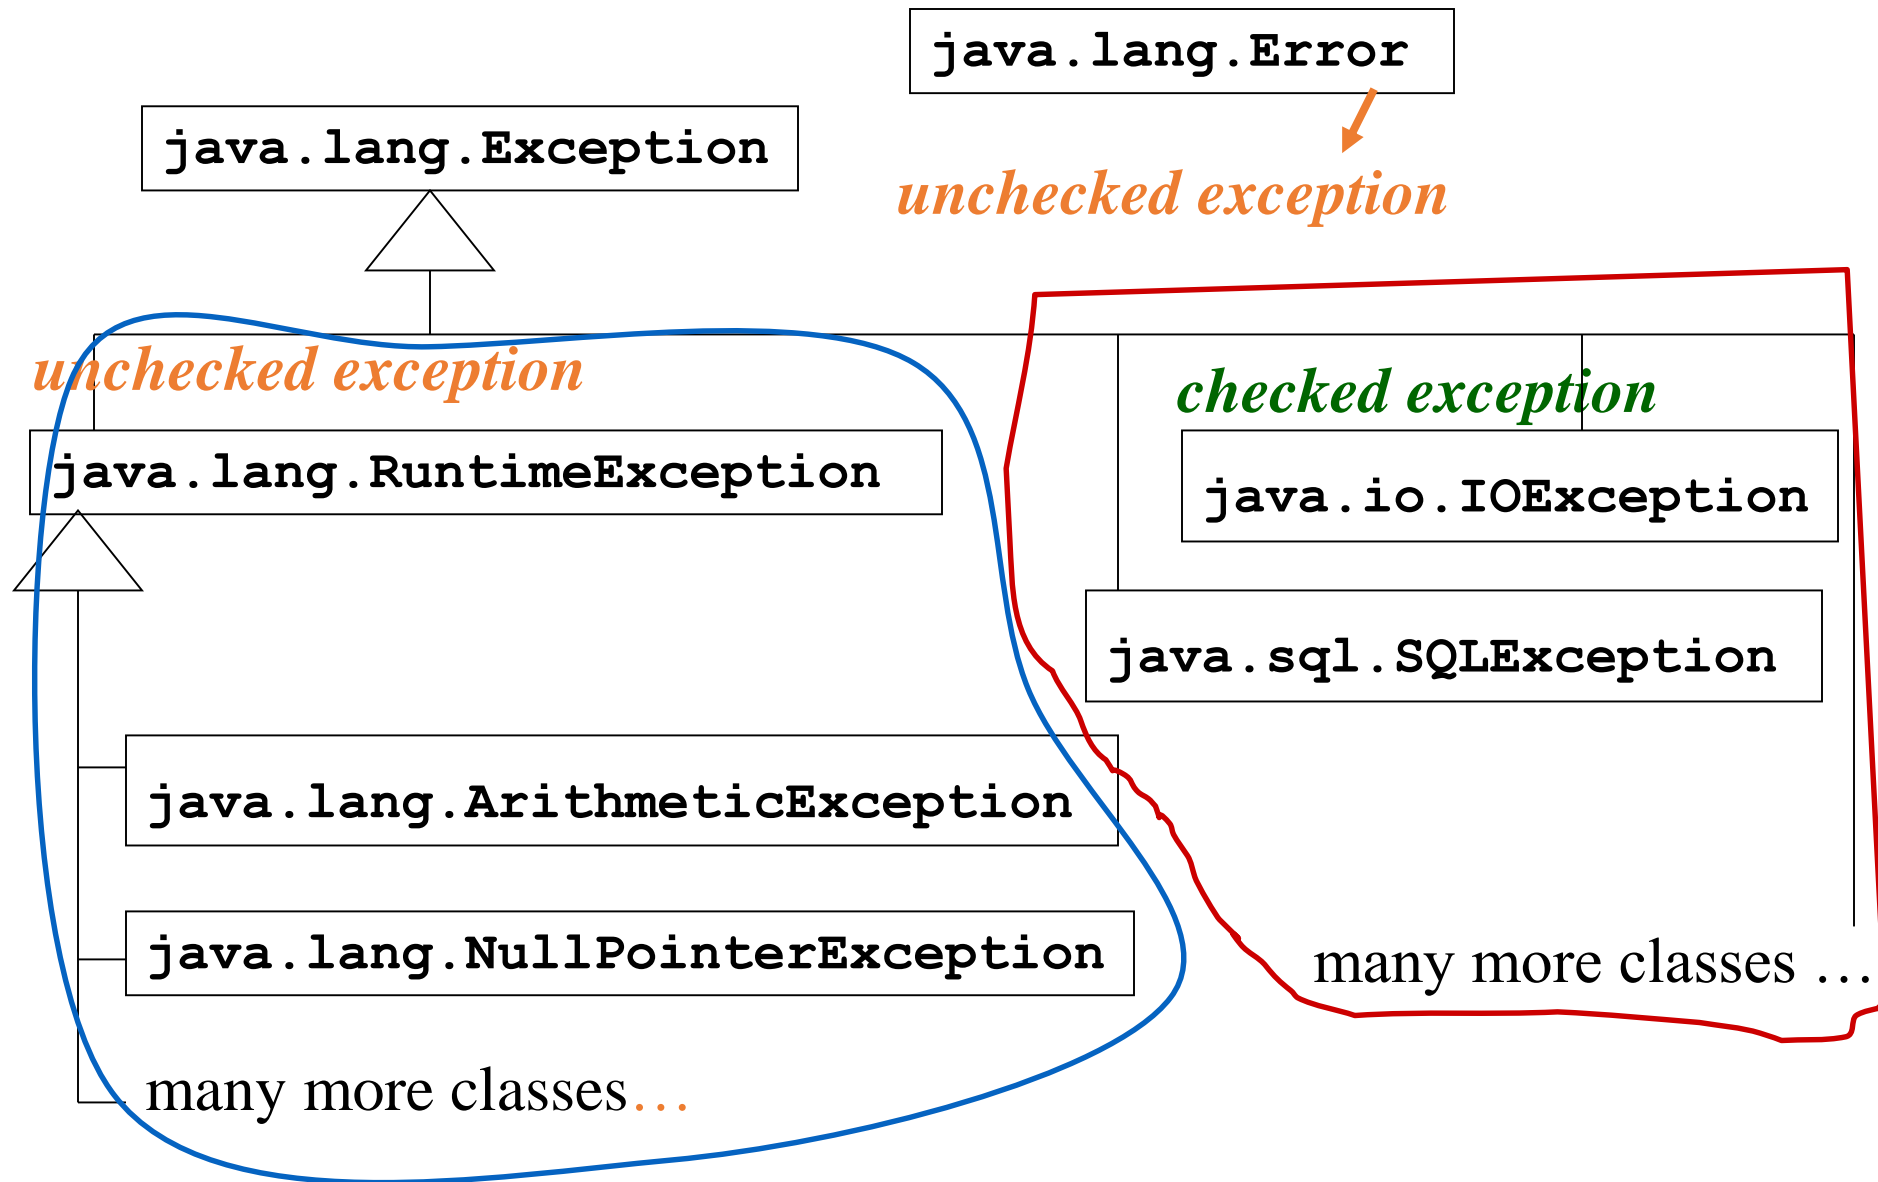 java.lang.Error
java.lang.Exception
unchecked exception
unchecked exception
checked exception
java.lang.RuntimeException
java.io.IOException
java.sql.SQLException
java.lang.ArithmeticException
java.lang.NullPointerException
many more classes …
many more classes…